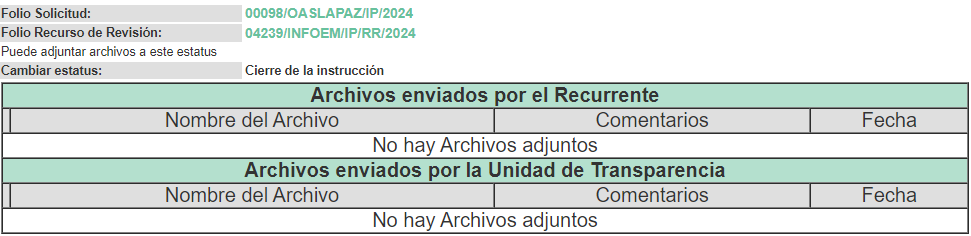 Folio Solicitud: 00098/OASLAPAZ/IP/2024
Folio Recurso de Revisión: 04239/INFOEM/IP/RR/2024
Puede adjuntar archivos a este estatus
Cambiar estatus: Cierre de la instrucción
Archivos enviados por el Recurrente
Nombre del Archivo Comentarios Fecha
No hay Archivos adjuntos
Archivos enviados por la Unidad de Transparencia
Nombre del Archivo Comentarios Fecha
No hay Archivos adjuntos